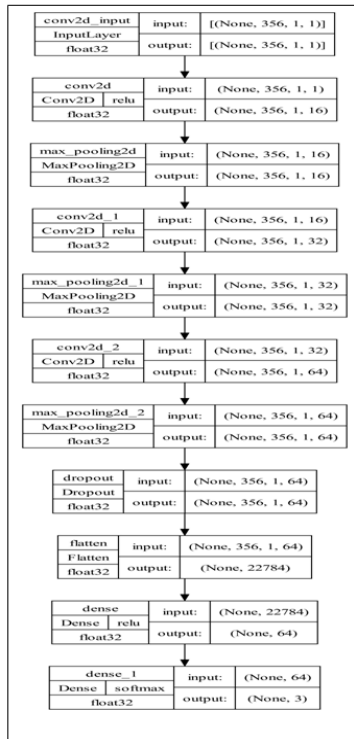 conv2d_input input: [(None, 356, 1, 1)]
InputLayer
float32 output: [(None, 356, 1, 1)]
conv2d input: (None, 356, 1, 1)
Conv2D relu
float32 output: (None, 356, 1, 16)
max_pooling2d input: (None, 356, 1, 16)
MaxPooling2D
float32 output: (None, 356, 1, 16)
conv2d_1 input: (None, 356, 1, 16)
Conv2D relu
float32 output: (None, 356, 1, 32)
max_pooling2d_1 input: (None, 356, 1, 32)
MaxPooling2D
float32 output: (None, 356, 1, 32)
conv2d_2 input: (None, 356, 1, 32)
Conv2D relu
float32 output: (None, 356, 1, 64)
max_pooling2d_2 input: (None, 356, 1, 64)
MaxPooling2D
float32 output: (None, 356, 1, 64)
dropout input: (None, 356, 1, 64)
Dropout
float32 output: (None, 356, 1, 64)
flatten input: (None, 356, 1, 64)
Flatten
float32 output: (None, 22784)
dense input: (None, 22784)
Dense relu
float32 output: (None, 64)
dense_1 input: (None, 64)
Dense softmax
float32 output: (None, 3)